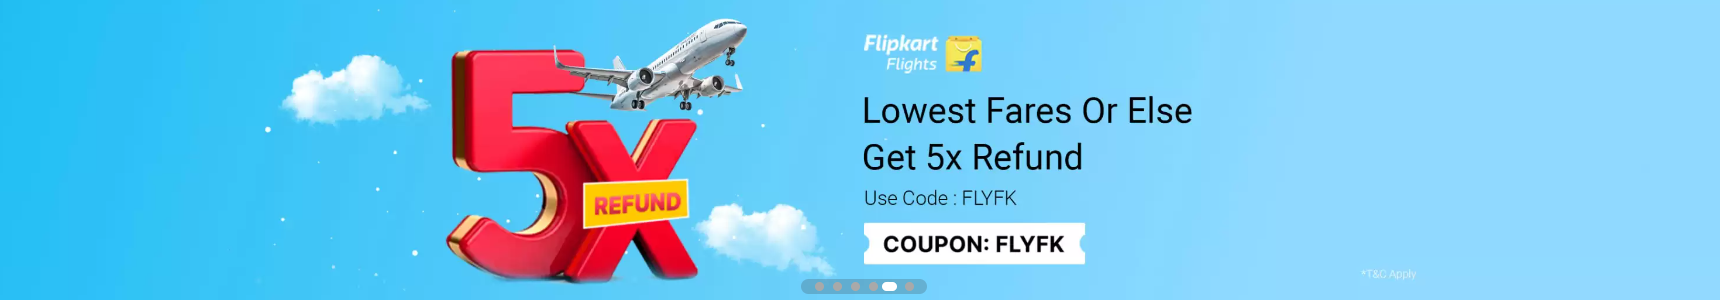 5X
REFUND
Flipkart
Flights
Lowest Fares Or Else
Get 5x Refund
Use Code : FLYFK
COUPON: FLYFK
*T&C Apply